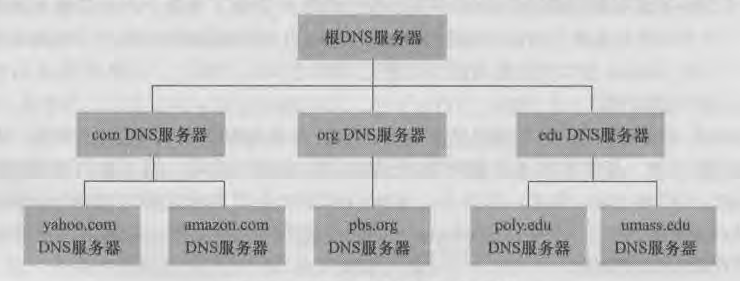 根DNS服务器
com DNS服务器
org DNS服务器
edu DNS服务器
yahoo.com
DNS服务器
amazon.com
DNS服务器
pbs.org
DNS服务器
poly.edu
DNS服务器
umass.edu
DNS服务器